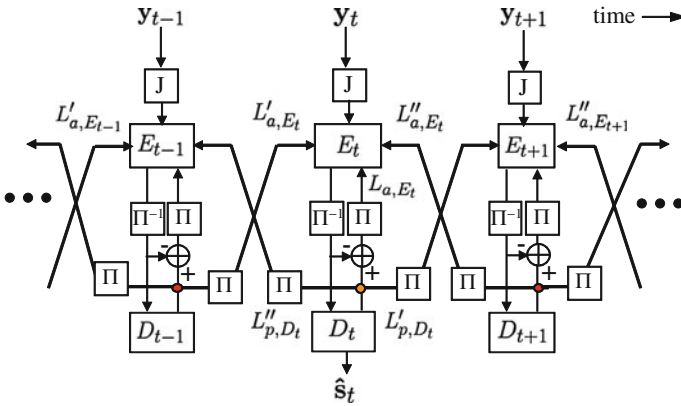 y_{t-1} y_t y_{t+1} time
J J J
L'_{a,E_{t-1}} L'_{a,E_t} L''_{a,E_t} L''_{a,E_{t+1}}
E_{t-1} E_t E_{t+1}
L_{a,E_t}
Π⁻¹ Π Π⁻¹ Π Π⁻¹ Π
- - -
+ + +
Π Π Π Π Π Π
L''_{p,D_t} L'_{p,D_t}
D_{t-1} D_t D_{t+1}
ŝ_t